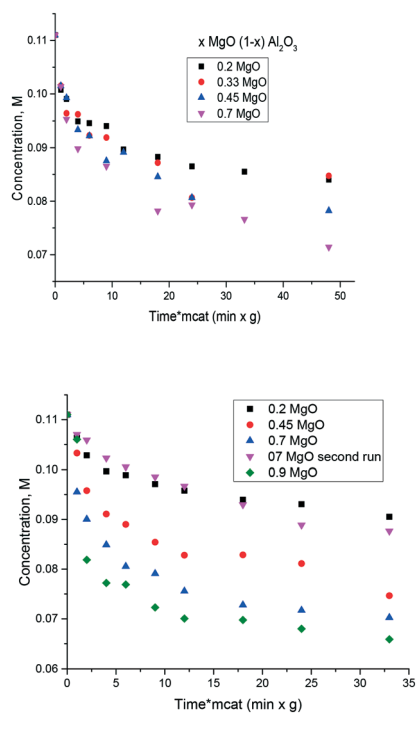 x MgO (1-x) Al₂O₃
0.2 MgO
0.33 MgO
0.45 MgO
0.7 MgO
Concentration, M
0.11
0.10
0.09
0.08
0.07
0 10 20 30 40 50
Time*mcat (min x g)
0.2 MgO
0.45 MgO
0.7 MgO
07 MgO second run
0.9 MgO
Concentration, M
0.11
0.10
0.09
0.08
0.07
0.06
0 5 10 15 20 25 30 35
Time*mcat (min x g)